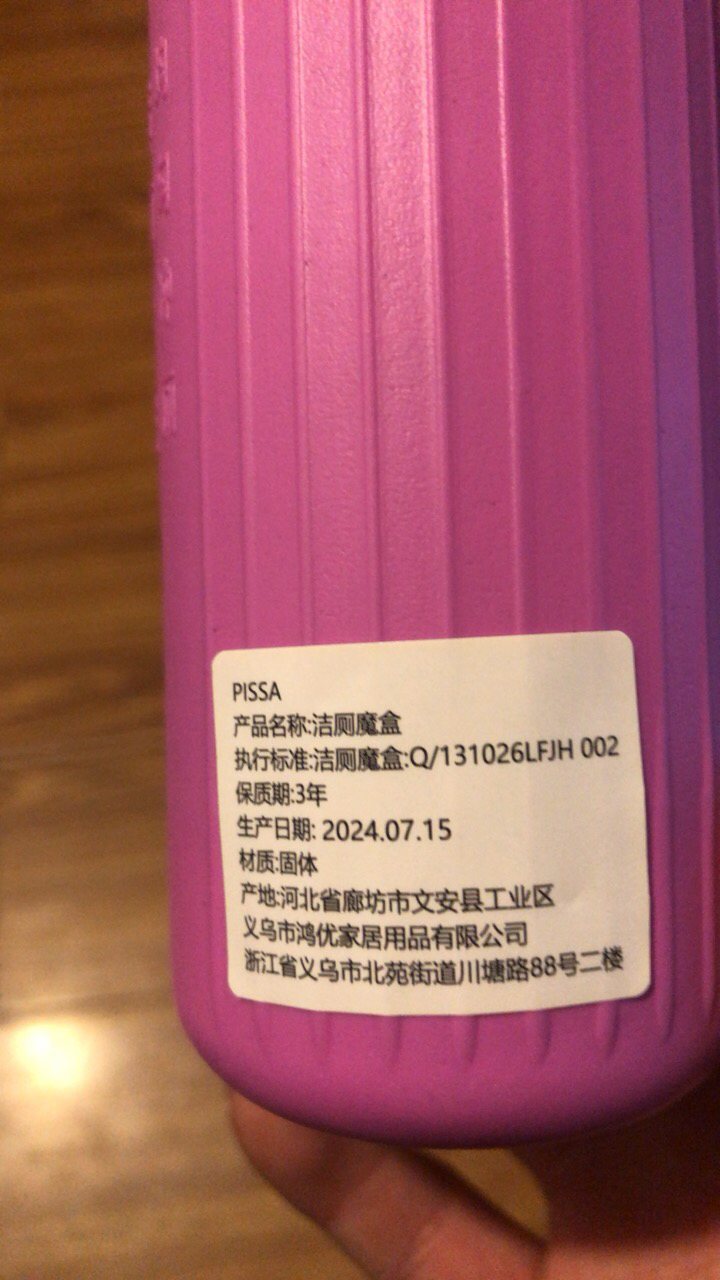 PISSA
产品名称:洁厕魔盒
执行标准:洁厕魔盒:Q/131026LFJH 002
保质期:3年
生产日期: 2024.07.15
材质:固体
产地:河北省廊坊市文安县工业区
义乌市鸿优家居用品有限公司
浙江省义乌市北苑街道川塘路88号二楼